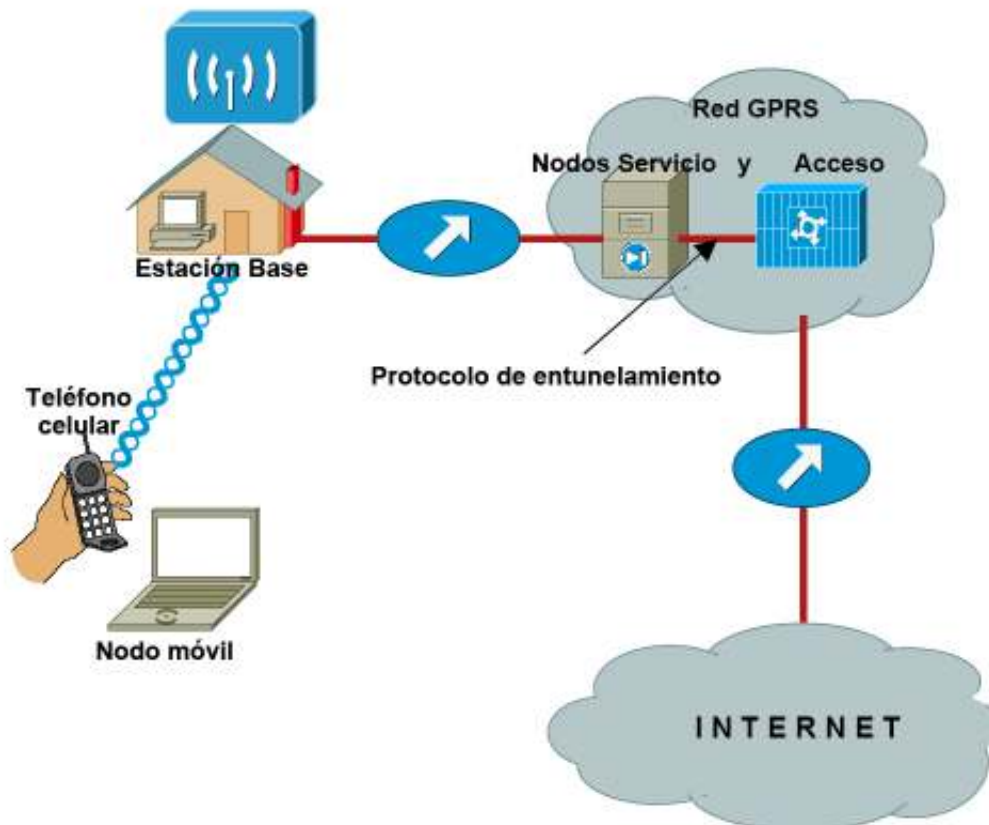 Red GPRS
Nodos Servicio y Acceso
Estación Base
Protocolo de entunelamiento
Teléfono
celular
Nodo móvil
INTERNET